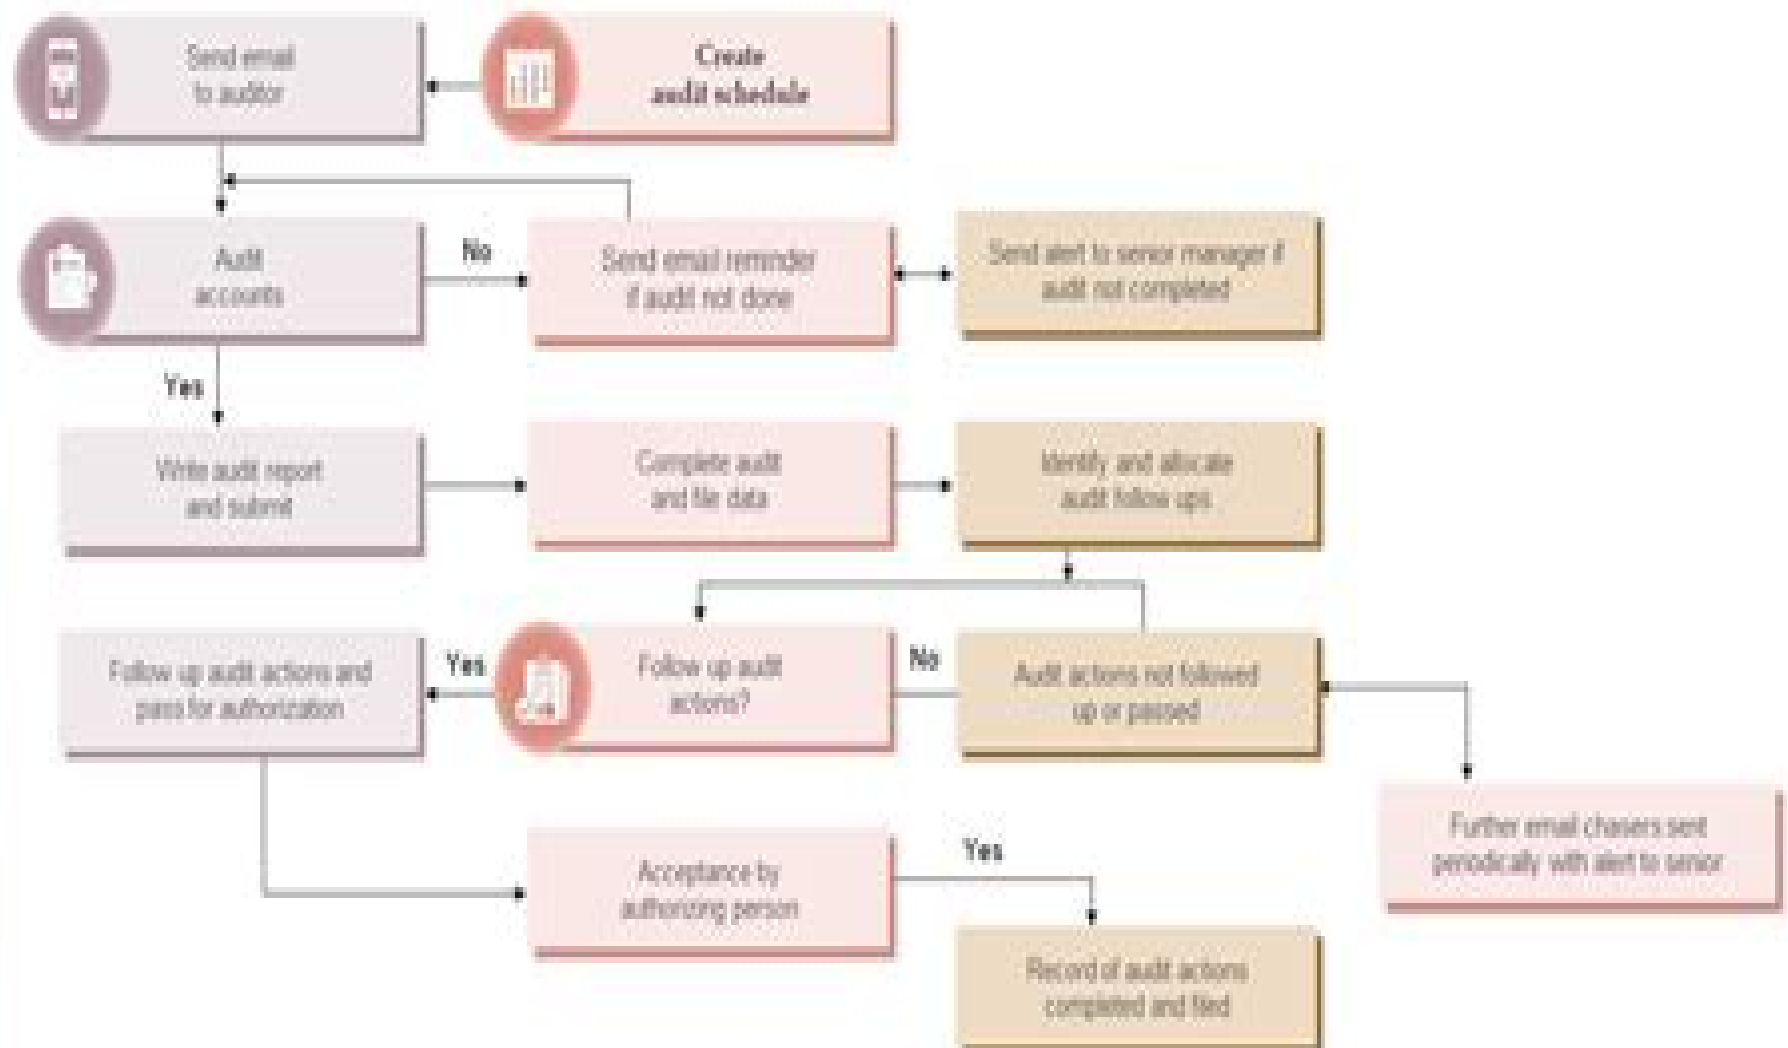 Send email
to auditor
Create
audit schedule
Audit
accounts
No
Send email reminder
if audit not done
Send alert to senior manager if
audit not completed
Yes
Write audit report
and submit
Complete audit
and file data
Identify and allocate
audit follow ups
Follow up audit actions and
pass for authorization
Yes
Follow up audit
actions?
No
Audit actions not followed
up or passed
Further email chasers sent
periodically with alert to senior
Acceptance by
authorizing person
Yes
Record of audit actions
completed and filed